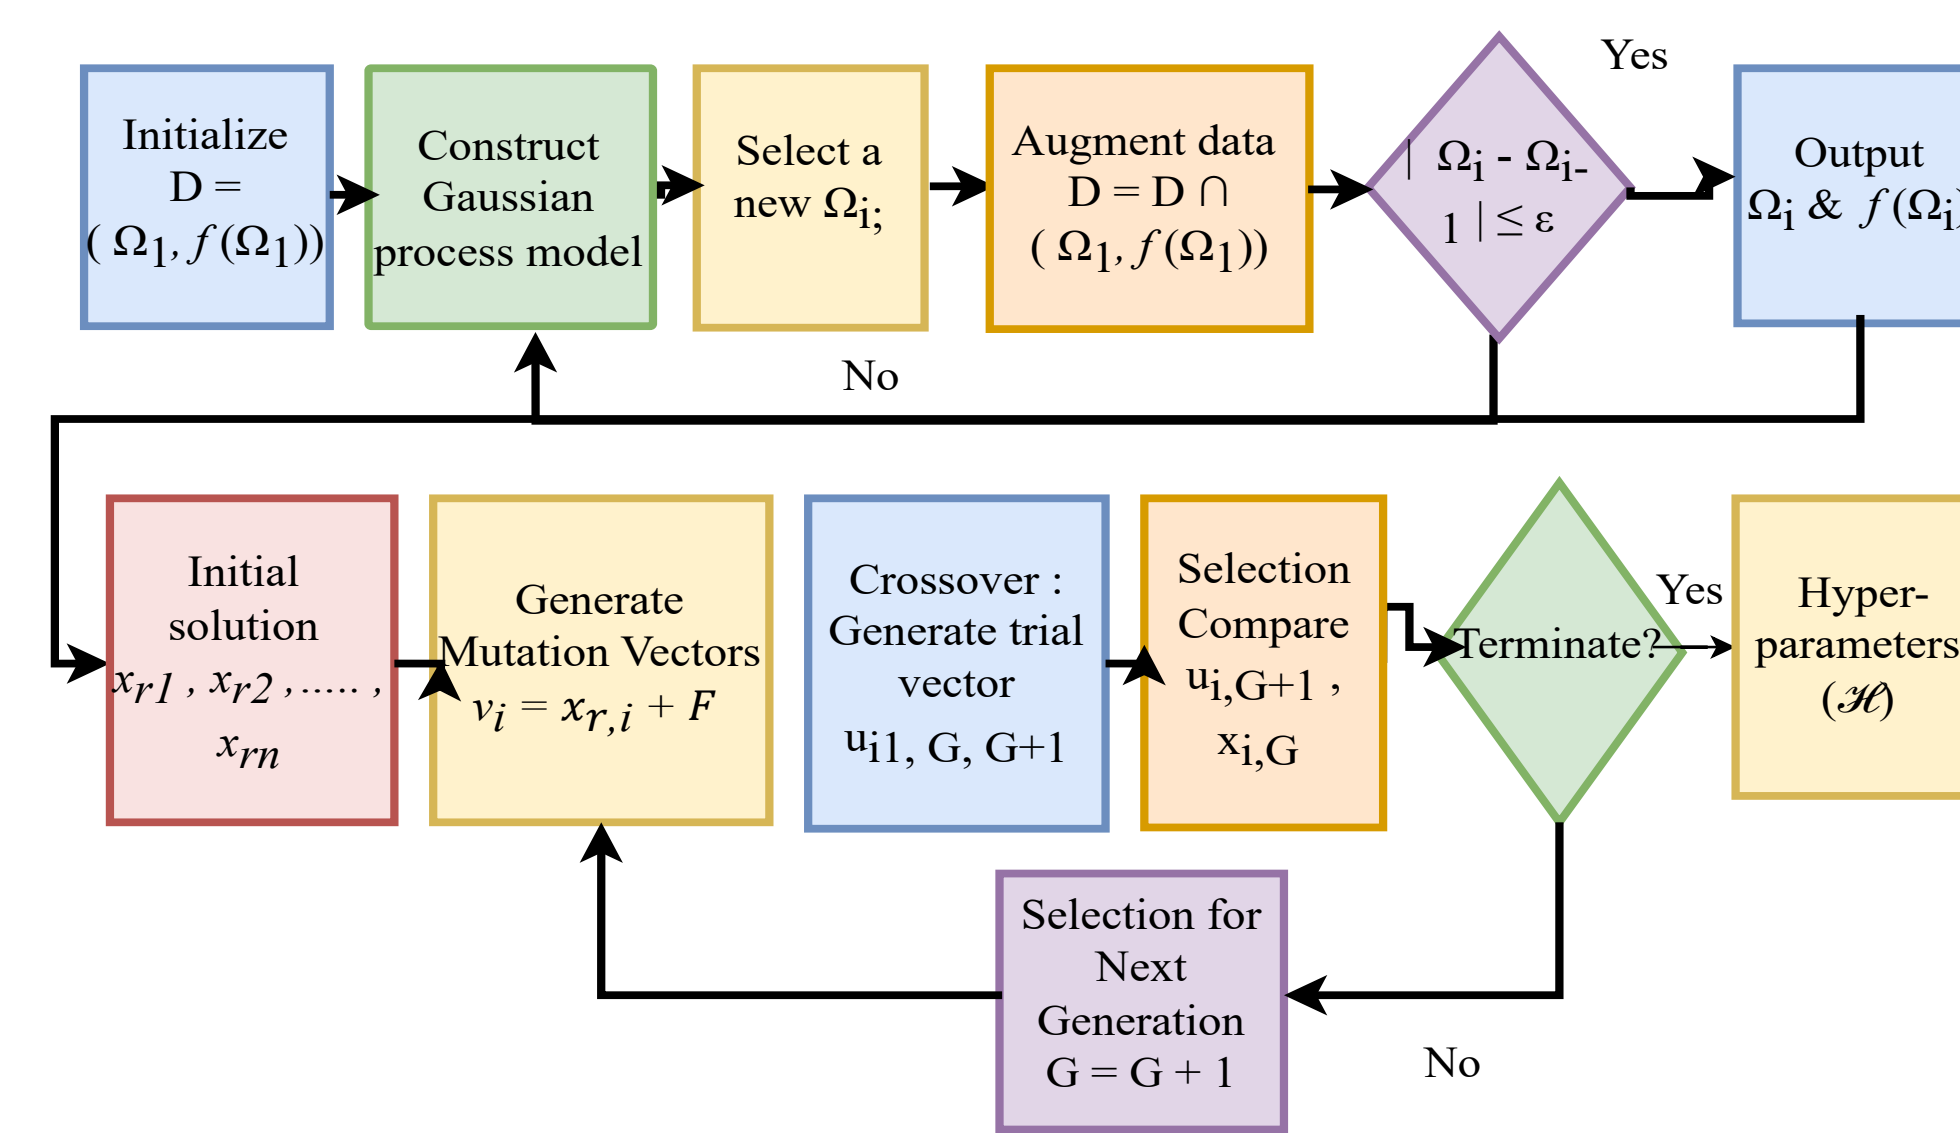 Initialize
D =
( Ω1, f (Ω1))
Construct
Gaussian
process model
Select a
new Ωi;
Augment data
D = D ∩
( Ω1, f (Ω1))
| Ωi - Ωi-
1 | ≤ ε
Yes
Output
Ωi & f (Ωi)
No
Initial
solution
xr1 , xr2 ,..... ,
xrn
Generate
Mutation Vectors
vi = xr,i + F
Crossover :
Generate trial
vector
ui1, G, G+1
Selection
Compare
ui,G+1 ,
xi,G
Terminate?
Yes
Hyper-
parameters
(ℋ)
Selection for
Next
Generation
G = G + 1
No